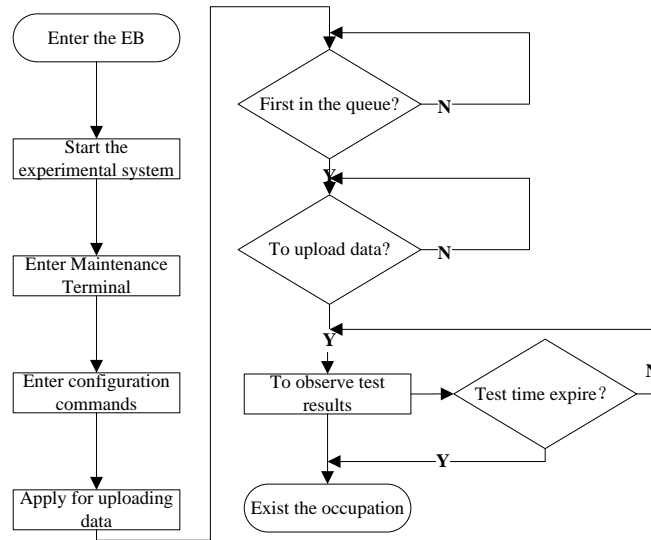 Enter the EB
Start the
experimental system
Enter Maintenance
Terminal
Enter configuration
commands
Apply for uploading
data
First in the queue?
N
Y
To upload data?
N
Y
To observe test
results
Test time expire?
N
Y
Exist the occupation